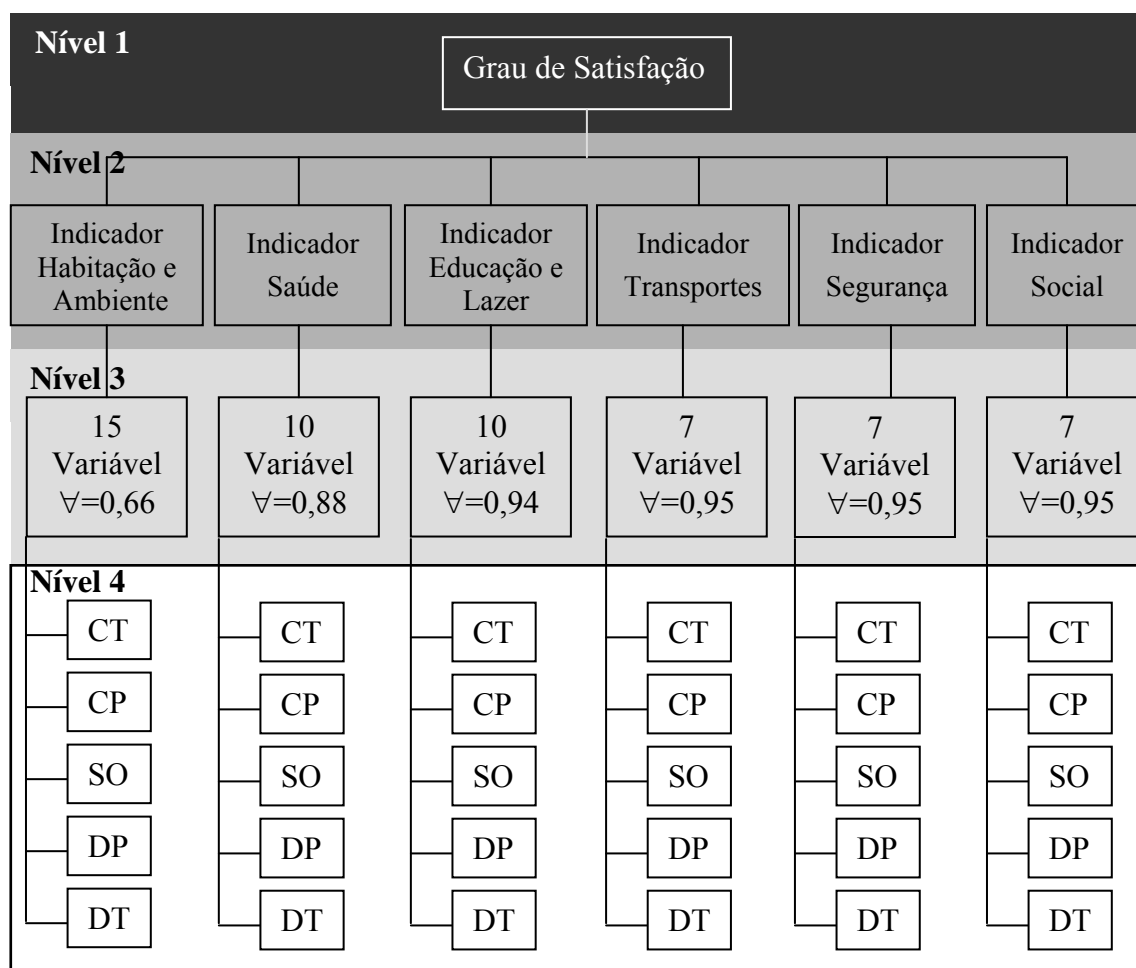 Nível 1
Grau de Satisfação
Nível 2
Indicador
Habitação e
Ambiente
Indicador
Saúde
Indicador
Educação e
Lazer
Indicador
Transportes
Indicador
Segurança
Indicador
Social
Nível 3
15
Variável
∀=0,66
10
Variável
∀=0,88
10
Variável
∀=0,94
7
Variável
∀=0,95
7
Variável
∀=0,95
7
Variável
∀=0,95
Nível 4
CT
CP
SO
DP
DT
CT
CP
SO
DP
DT
CT
CP
SO
DP
DT
CT
CP
SO
DP
DT
CT
CP
SO
DP
DT
CT
CP
SO
DP
DT